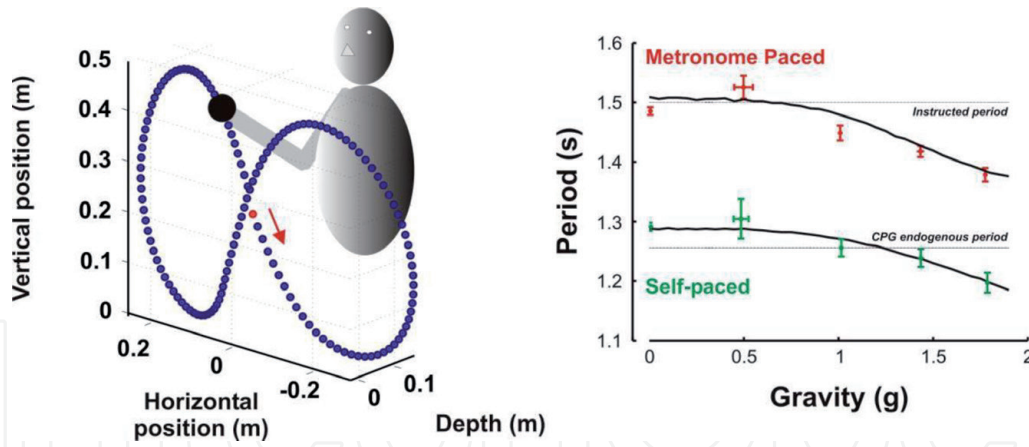 Vertical position (m)
0.5
0.4
0.3
0.2
0.1
0
0.2
0
-0.2
Horizontal
position (m)
0
0.1
Depth (m)
Period (s)
1.6
1.5
1.4
1.3
1.2
1.1
Metronome Paced
Instructed period
CPG endogenous period
Self-paced
0
0.5
1
1.5
2
Gravity (g)